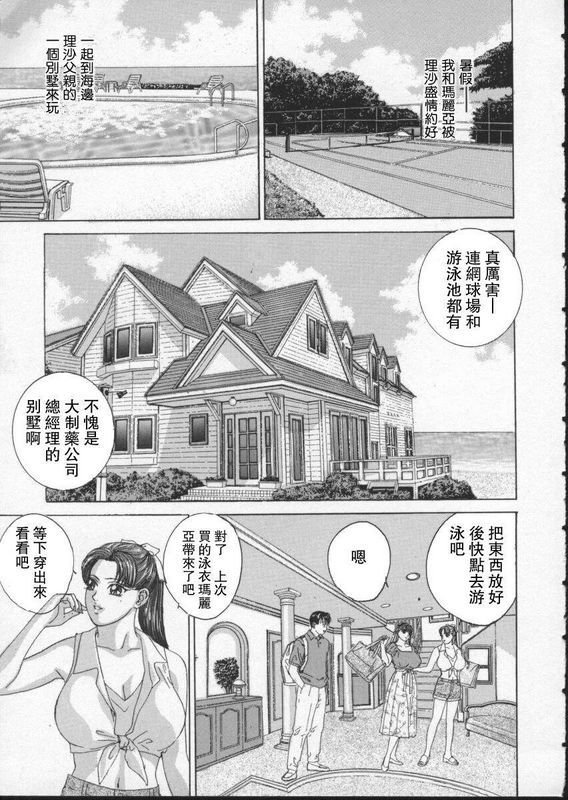 暑假——
我和瑪麗亞被
理沙盛情約好
一起到海邊
理沙父親的
一個別墅來玩
真厲害—
連網球場和
游泳池都有
不愧是
大制藥公司
總經理的
别墅啊
把東西放好
後快點去游
泳吧
嗯
對了 上次
買的泳衣瑪麗
亞帶來了吧
等下穿出來
看看吧